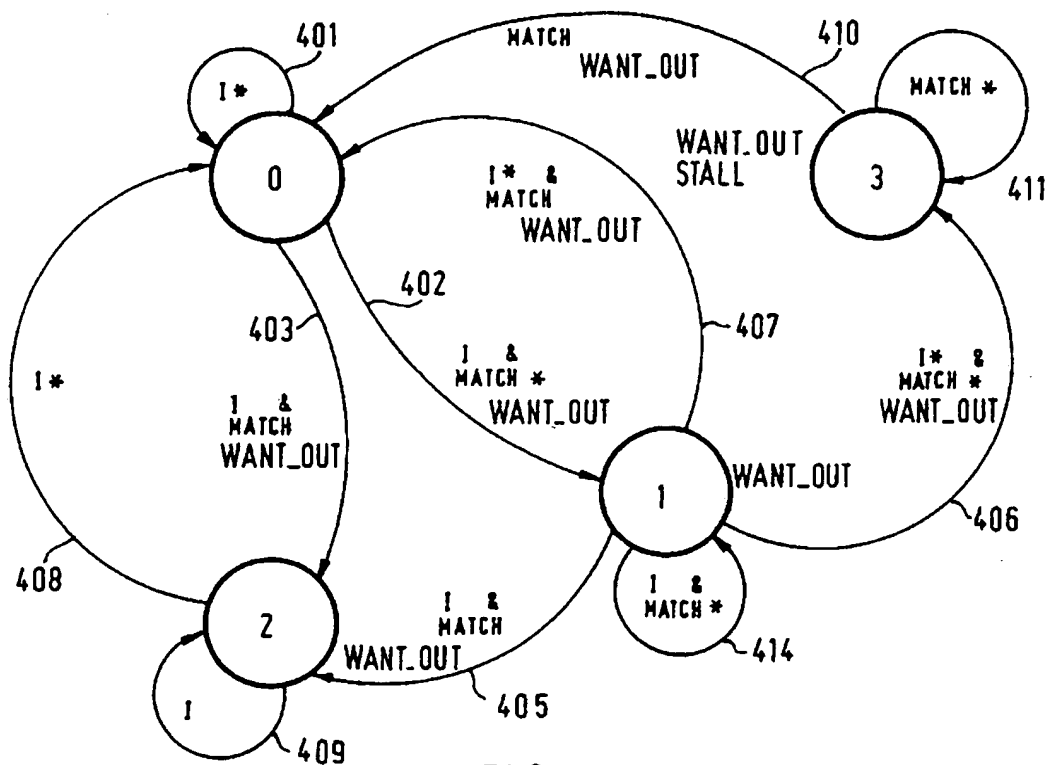 401
I *
0
MATCH
WANT_OUT
410
MATCH *
WANT_OUT
STALL
3
411
I * &
MATCH
WANT_OUT
402
403
407
I &
MATCH *
WANT_OUT
I * &
MATCH *
WANT_OUT
I *
I &
MATCH
WANT_OUT
1
WANT_OUT
406
408
2
I &
MATCH
WANT_OUT
I &
MATCH *
414
405
I
409